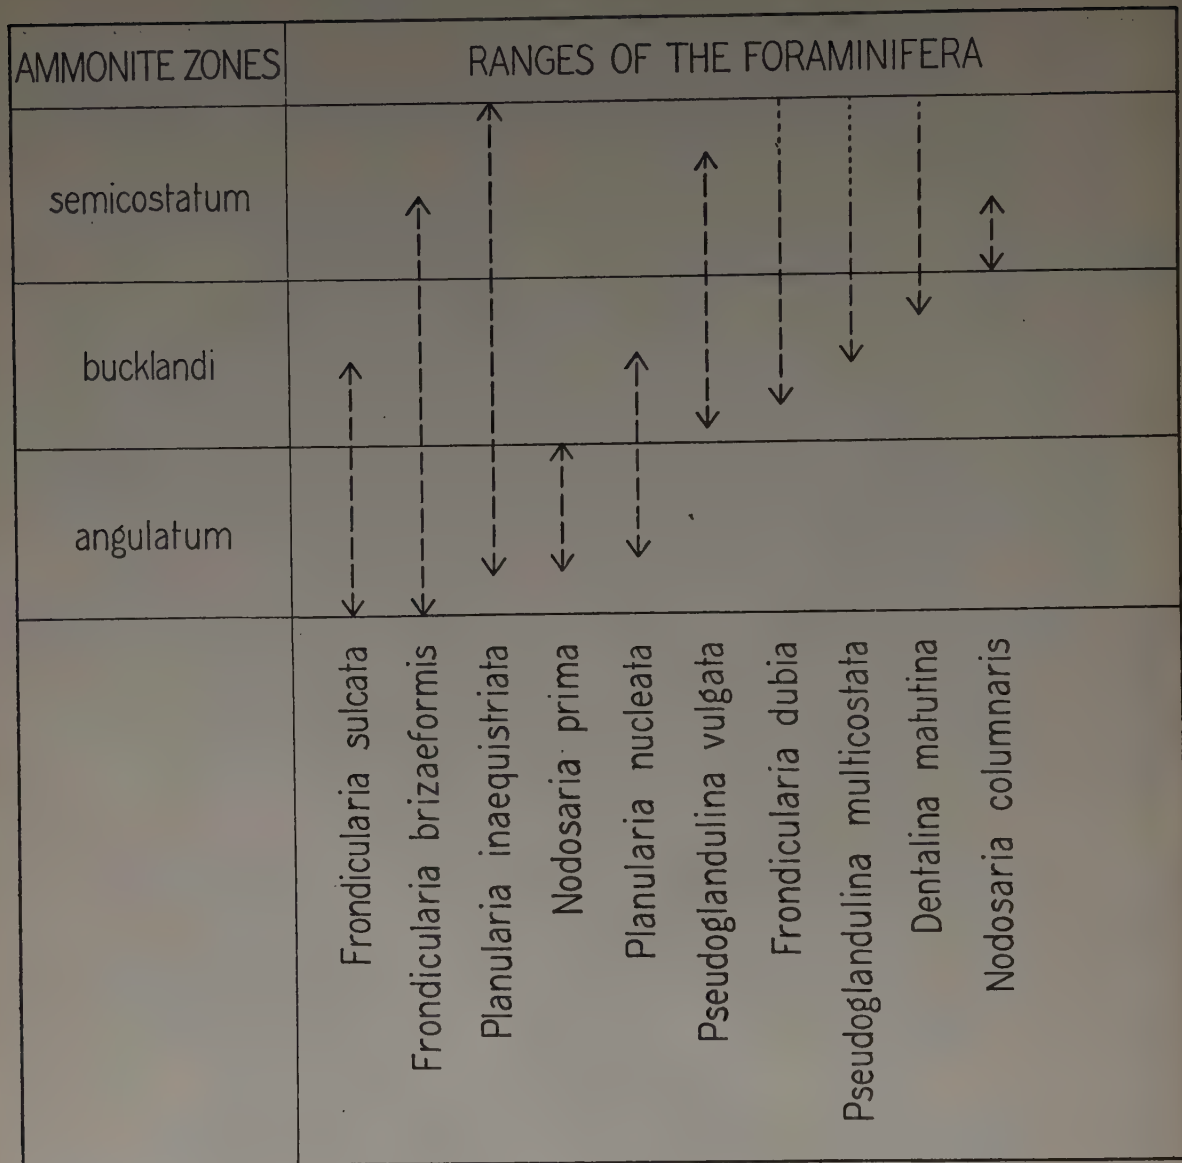 AMMONITE ZONES
RANGES OF THE FORAMINIFERA
semicostatum
bucklandi
angulatum
Frondicularia sulcata
Frondicularia brizaeformis
Planularia inaequistriata
Nodosaria prima
Planularia nucleata
Pseudoglandulina vulgata
Frondicularia dubia
Pseudoglandulina multicostata
Dentalina matutina
Nodosaria columnaris